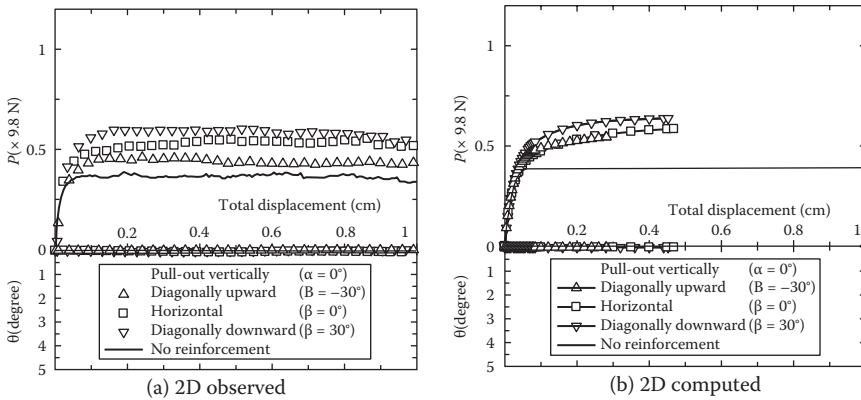 1
P(× 9.8 N)
0.5
Total displacement (cm)
0.2 0.4 0.6 0.8 1
0
1
2
3
4
5
θ(degree)
Pull-out vertically (α = 0°)
Diagonally upward (B = −30°)
Horizontal (β = 0°)
Diagonally downward (β = 30°)
No reinforcement
(a) 2D observed
1
P(× 9.8 N)
0.5
Total displacement (cm)
0.2 0.4 0.6 0.8 1
0
1
2
3
4
5
θ(degree)
Pull-out vertically (α = 0°)
Diagonally upward (B = −30°)
Horizontal (β = 0°)
Diagonally downward (β = 30°)
No reinforcement
(b) 2D computed